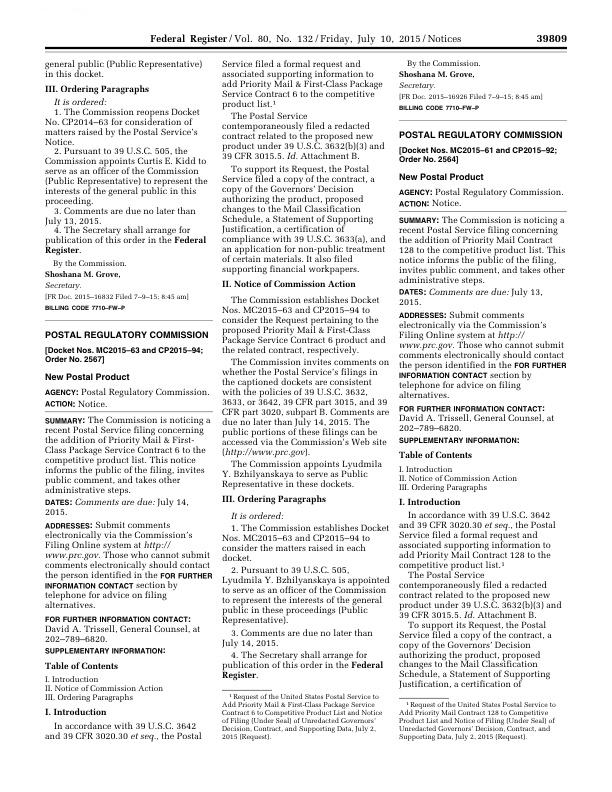 Federal Register / Vol. 80, No. 132 / Friday, July 10, 2015 / Notices
39809
general public (Public Representative)
in this docket.
III. Ordering Paragraphs
It is ordered:
1. The Commission reopens Docket
No. CP2014–63 for consideration of
matters raised by the Postal Service's
Notice.
2. Pursuant to 39 U.S.C. 505, the
Commission appoints Curtis E. Kidd to
serve as an officer of the Commission
(Public Representative) to represent the
interests of the general public in this
proceeding.
3. Comments are due no later than
July 13, 2015.
4. The Secretary shall arrange for
publication of this order in the Federal
Register.
By the Commission.
Shoshana M. Grove,
Secretary.
[FR Doc. 2015–16832 Filed 7–9–15; 8:45 am]
BILLING CODE 7710–FW–P
POSTAL REGULATORY COMMISSION
[Docket Nos. MC2015–63 and CP2015–94;
Order No. 2567]
New Postal Product
AGENCY: Postal Regulatory Commission.
ACTION: Notice.
SUMMARY: The Commission is noticing a
recent Postal Service filing concerning
the addition of Priority Mail & First-
Class Package Service Contract 6 to the
competitive product list. This notice
informs the public of the filing, invites
public comment, and takes other
administrative steps.
DATES: Comments are due: July 14,
2015.
ADDRESSES: Submit comments
electronically via the Commission's
Filing Online system at http://
www.prc.gov. Those who cannot submit
comments electronically should contact
the person identified in the FOR FURTHER
INFORMATION CONTACT section by
telephone for advice on filing
alternatives.
FOR FURTHER INFORMATION CONTACT:
David A. Trissell, General Counsel, at
202–789–6820.
SUPPLEMENTARY INFORMATION:
Table of Contents
I. Introduction
II. Notice of Commission Action
III. Ordering Paragraphs
I. Introduction
In accordance with 39 U.S.C. 3642
and 39 CFR 3020.30 et seq., the Postal
Service filed a formal request and
associated supporting information to
add Priority Mail & First-Class Package
Service Contract 6 to the competitive
product list.1
The Postal Service
contemporaneously filed a redacted
contract related to the proposed new
product under 39 U.S.C. 3632(b)(3) and
39 CFR 3015.5. Id. Attachment B.
To support its Request, the Postal
Service filed a copy of the contract, a
copy of the Governors' Decision
authorizing the product, proposed
changes to the Mail Classification
Schedule, a Statement of Supporting
Justification, a certification of
compliance with 39 U.S.C. 3633(a), and
an application for non-public treatment
of certain materials. It also filed
supporting financial workpapers.
II. Notice of Commission Action
The Commission establishes Docket
Nos. MC2015–63 and CP2015–94 to
consider the Request pertaining to the
proposed Priority Mail & First-Class
Package Service Contract 6 product and
the related contract, respectively.
The Commission invites comments on
whether the Postal Service's filings in
the captioned dockets are consistent
with the policies of 39 U.S.C. 3632,
3633, or 3642, 39 CFR part 3015, and 39
CFR part 3020, subpart B. Comments are
due no later than July 14, 2015. The
public portions of these filings can be
accessed via the Commission's Web site
(http://www.prc.gov).
The Commission appoints Lyudmila
Y. Bzhilyanskaya to serve as Public
Representative in these dockets.
III. Ordering Paragraphs
It is ordered:
1. The Commission establishes Docket
Nos. MC2015–63 and CP2015–94 to
consider the matters raised in each
docket.
2. Pursuant to 39 U.S.C. 505,
Lyudmila Y. Bzhilyanskaya is appointed
to serve as an officer of the Commission
to represent the interests of the general
public in these proceedings (Public
Representative).
3. Comments are due no later than
July 14, 2015.
4. The Secretary shall arrange for
publication of this order in the Federal
Register.
1 Request of the United States Postal Service to
Add Priority Mail & First-Class Package Service
Contract 6 to Competitive Product List and Notice
of Filing (Under Seal) of Unredacted Governors'
Decision, Contract, and Supporting Data, July 2,
2015 (Request).
By the Commission.
Shoshana M. Grove,
Secretary.
[FR Doc. 2015–16926 Filed 7–9–15; 8:45 am]
BILLING CODE 7710–FW–P
POSTAL REGULATORY COMMISSION
[Docket Nos. MC2015–61 and CP2015–92;
Order No. 2564]
New Postal Product
AGENCY: Postal Regulatory Commission.
ACTION: Notice.
SUMMARY: The Commission is noticing a
recent Postal Service filing concerning
the addition of Priority Mail Contract
128 to the competitive product list. This
notice informs the public of the filing,
invites public comment, and takes other
administrative steps.
DATES: Comments are due: July 13,
2015.
ADDRESSES: Submit comments
electronically via the Commission's
Filing Online system at http://
www.prc.gov. Those who cannot submit
comments electronically should contact
the person identified in the FOR FURTHER
INFORMATION CONTACT section by
telephone for advice on filing
alternatives.
FOR FURTHER INFORMATION CONTACT:
David A. Trissell, General Counsel, at
202–789–6820.
SUPPLEMENTARY INFORMATION:
Table of Contents
I. Introduction
II. Notice of Commission Action
III. Ordering Paragraphs
I. Introduction
In accordance with 39 U.S.C. 3642
and 39 CFR 3020.30 et seq., the Postal
Service filed a formal request and
associated supporting information to
add Priority Mail Contract 128 to the
competitive product list.1
The Postal Service
contemporaneously filed a redacted
contract related to the proposed new
product under 39 U.S.C. 3632(b)(3) and
39 CFR 3015.5. Id. Attachment B.
To support its Request, the Postal
Service filed a copy of the contract, a
copy of the Governors' Decision
authorizing the product, proposed
changes to the Mail Classification
Schedule, a Statement of Supporting
Justification, a certification of
1 Request of the United States Postal Service to
Add Priority Mail Contract 128 to Competitive
Product List and Notice of Filing (Under Seal) of
Unredacted Governors' Decision, Contract, and
Supporting Data, July 2, 2015 (Request).